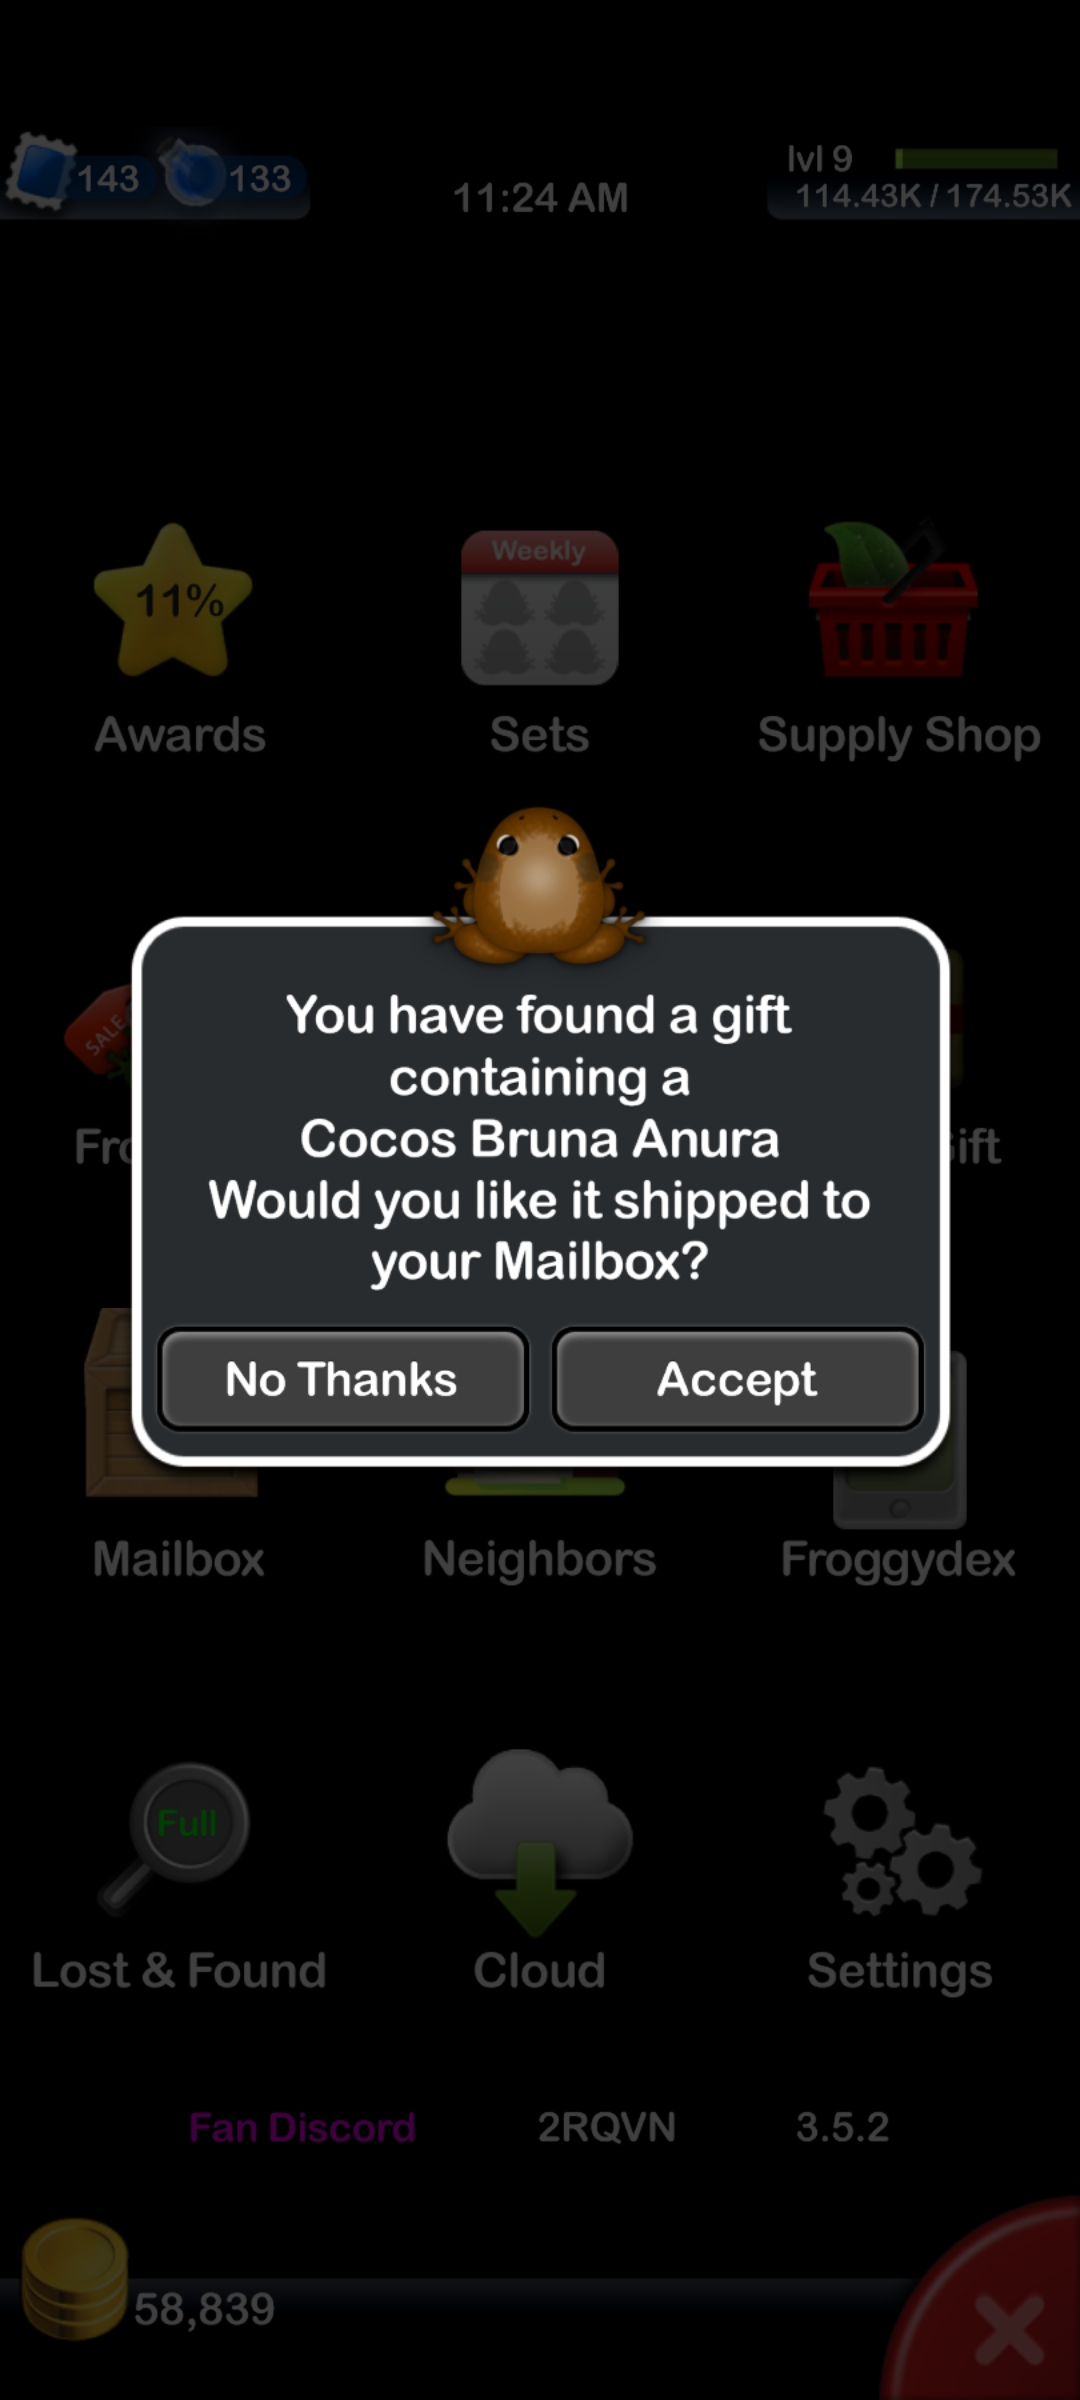 143
133
11:24 AM
lvl 9
114.43K / 174.53K
11%
Weekly
Awards
Sets
Supply Shop
SALE
You have found a gift
containing a
Cocos Bruna Anura
Would you like it shipped to
your Mailbox?
No Thanks
Accept
Mailbox
Neighbors
Froggydex
Full
Lost & Found
Cloud
Settings
Fan Discord
2RQVN
3.5.2
58,839